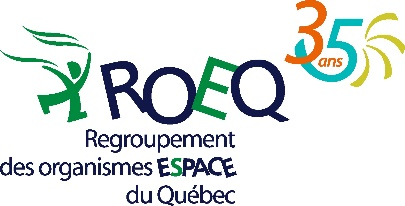 35
ans
ROEQ
Regroupement
des organismes ESPACE
du Québec